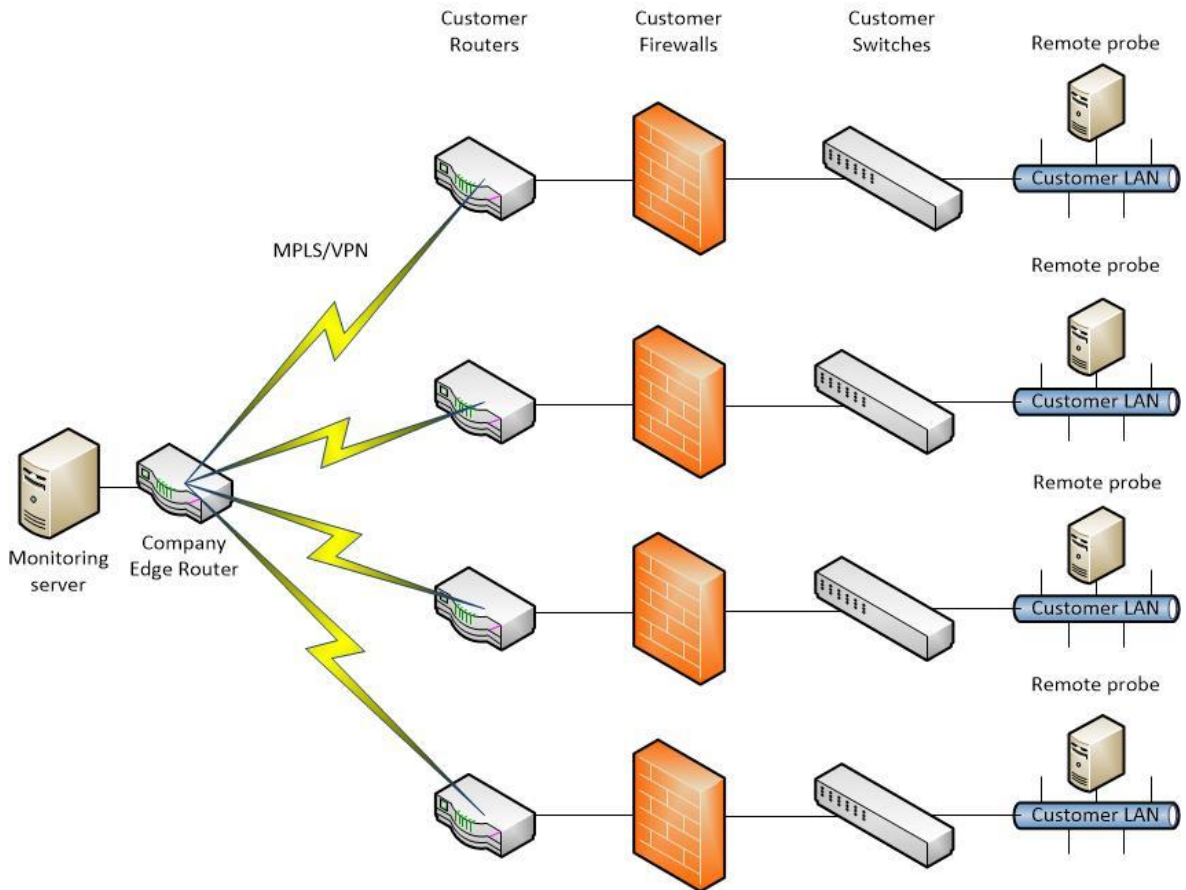 Customer
Routers
Customer
Firewalls
Customer
Switches
Remote probe
Customer LAN
MPLS/VPN
Remote probe
Customer LAN
Monitoring
server
Company
Edge Router
Remote probe
Customer LAN
Remote probe
Customer LAN